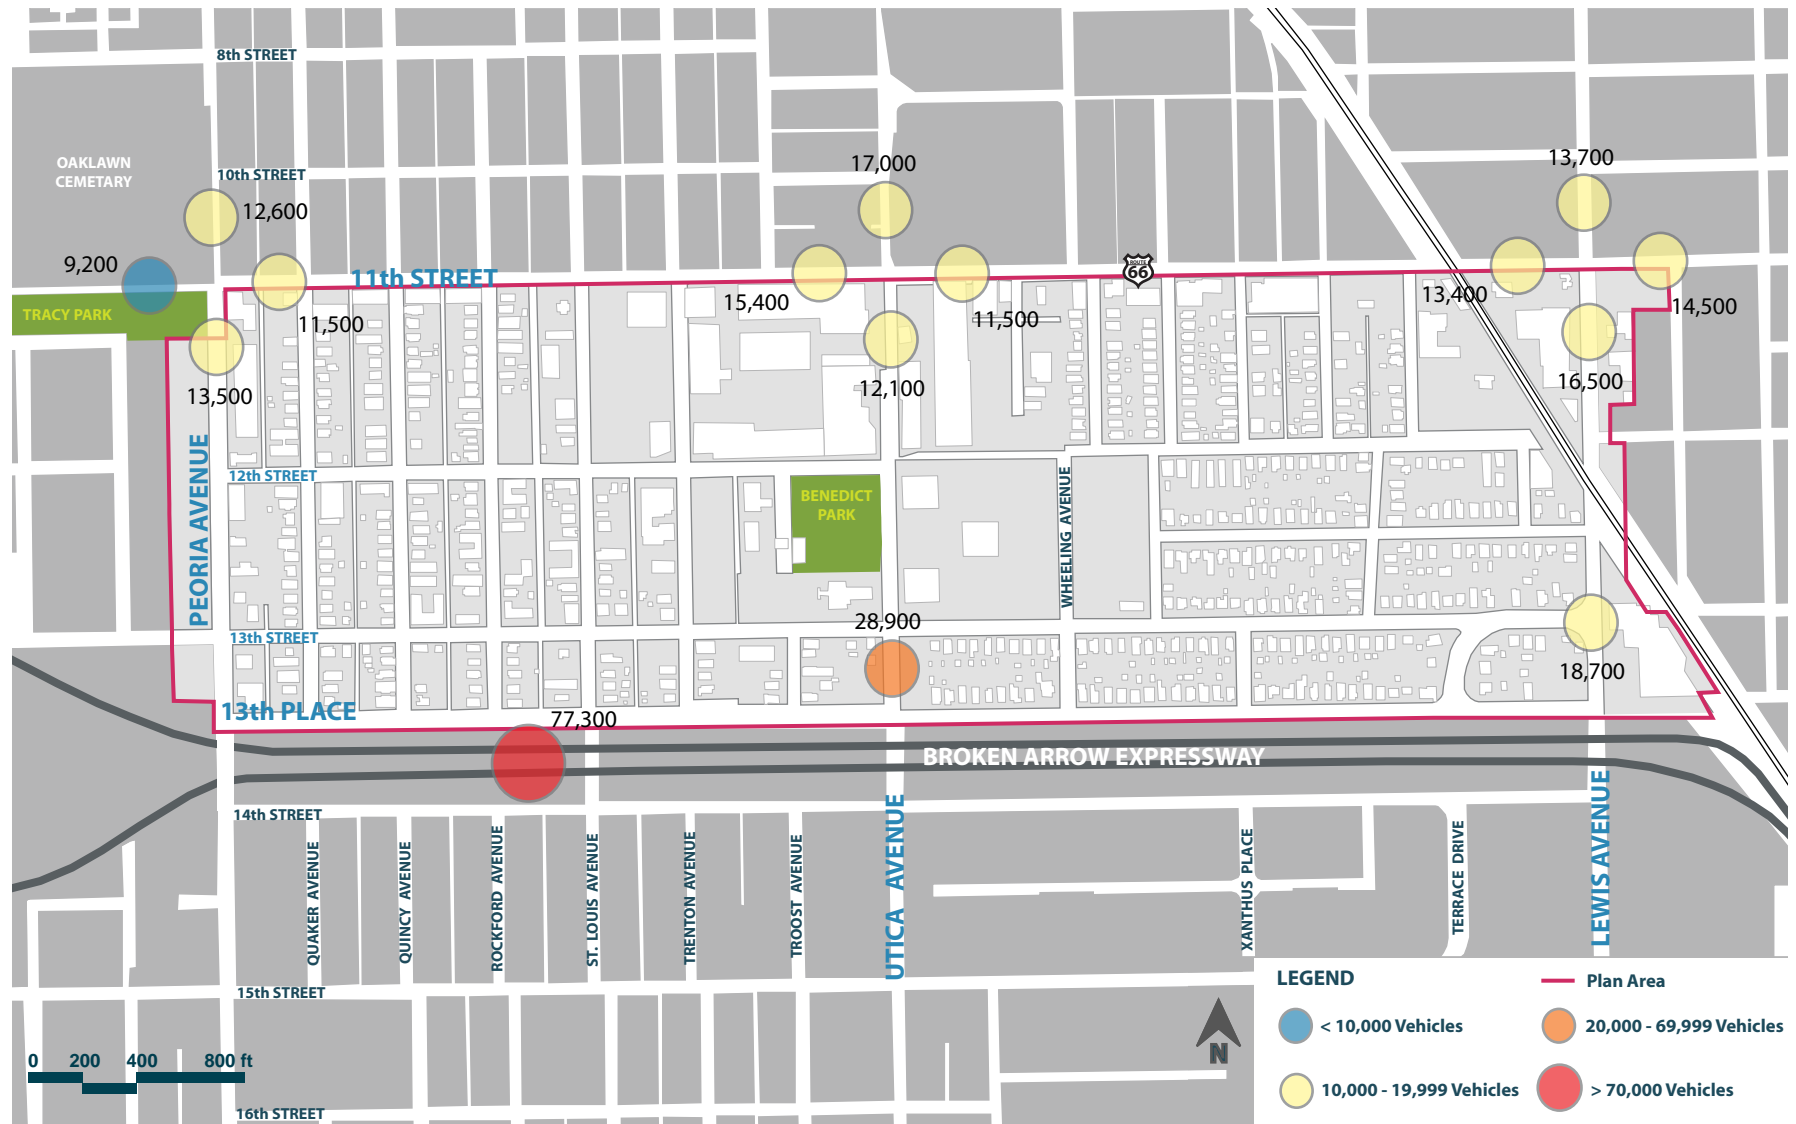 8th STREET
OAKLAWN
CEMETARY
10th STREET
17,000
13,700
12,600
9,200
11th STREET
ROUTE
66
TRACY PARK
11,500
15,400
11,500
13,400
14,500
13,500
12,100
16,500
PEORIA AVENUE
12th STREET
BENEDICT
PARK
WHEELING AVENUE
13th STREET
28,900
18,700
13th PLACE
77,300
BROKEN ARROW EXPRESSWAY
14th STREET
QUAKER AVENUE
QUINCY AVENUE
ROCKFORD AVENUE
ST. LOUIS AVENUE
TRENTON AVENUE
TROOST AVENUE
UTICA AVENUE
XANTHUS PLACE
TERRACE DRIVE
LEWIS AVENUE
15th STREET
16th STREET
0 200 400 800 ft
N
LEGEND
Plan Area
< 10,000 Vehicles
20,000 - 69,999 Vehicles
10,000 - 19,999 Vehicles
> 70,000 Vehicles